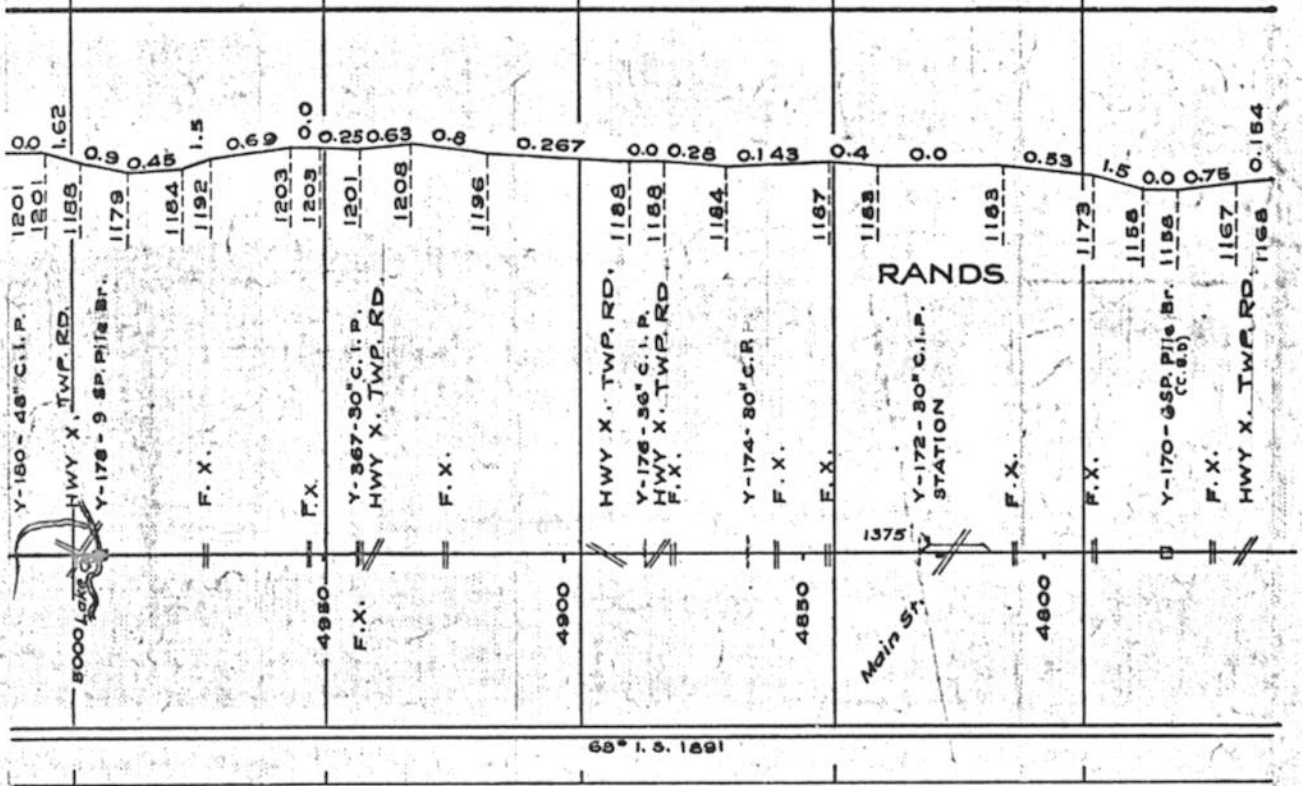 0.0
1.62
0.9
0.45
1.5
0.69
0.0
0.25
0.63
0.8
0.267
0.0
0.28
0.143
0.4
0.0
0.53
1.5
0.0
0.75
0.154
1201
1201
1188
1179
1184
1192
1203
1203
1201
1208
1196
1188
1188
1184
1187
1183
1183
1173
1158
1158
1167
1168
RANDS
Y-180-48" C.I.P.
HWY X. TWP. RD.
Y-178-9 SP. Pile Br.
F. X.
F. X.
Y-367-30" C.I.P.
HWY X. TWP. RD.
F. X.
HWY X. TWP. RD.
Y-176-36" C.I.P.
HWY X. TWP. RD.
F. X.
Y-174-30" C.P.
F. X.
F. X.
Y-172-30" C.I.P.
STATION
F. X.
F. X.
Y-170-6 SP. Pile Br.
(C.B.D)
F. X.
HWY X. TWP. RD.
1375
5000
Lake
4950
F. X.
4900
4850
Main St.
4800
68# I. S. 1891